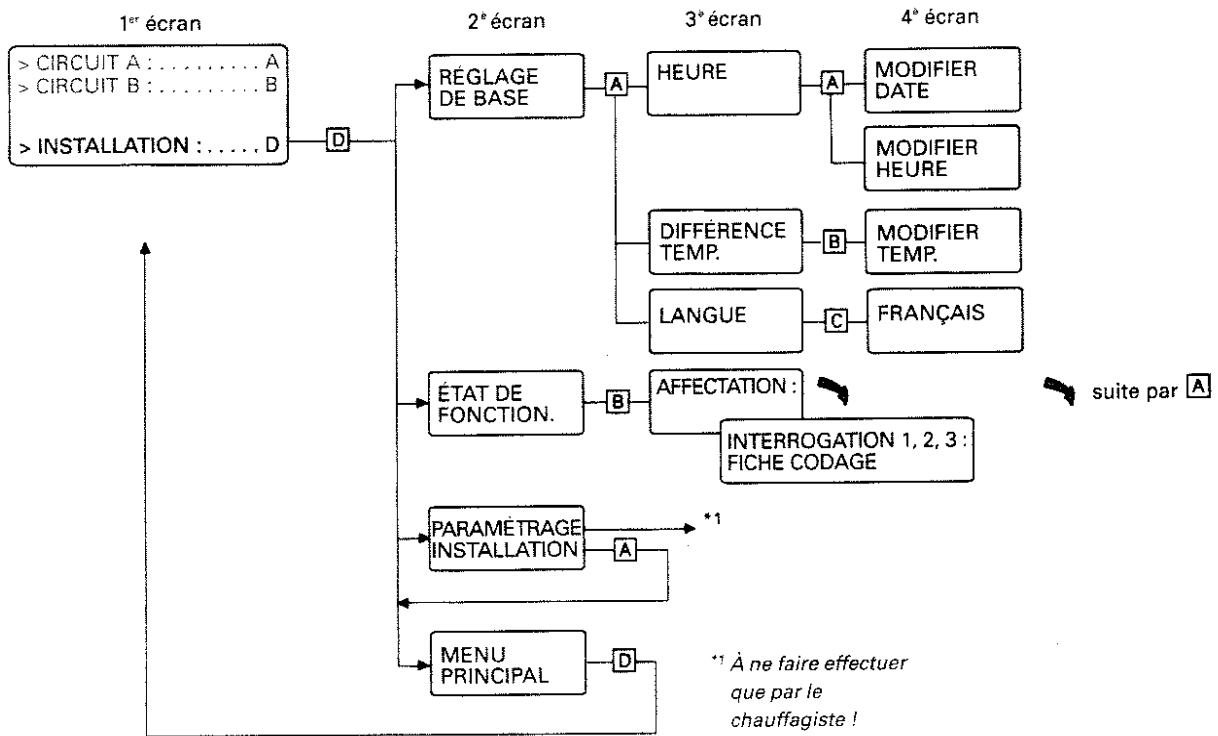 1er écran
2e écran
3e écran
4e écran
> CIRCUIT A : . . . . . . . . . A
> CIRCUIT B : . . . . . . . . . B
> INSTALLATION : . . . . . D
D
RÉGLAGE
DE BASE
A
HEURE
A
MODIFIER
DATE
MODIFIER
HEURE
DIFFÉRENCE
TEMP.
B
MODIFIER
TEMP.
LANGUE
C
FRANÇAIS
ÉTAT DE
FONCTION.
B
AFFECTATION :
suite par A
INTERROGATION 1, 2, 3 :
FICHE CODAGE
PARAMÉTRAGE
INSTALLATION
*1
A
MENU
PRINCIPAL
D
*1 À ne faire effectuer
que par le
chauffagiste !